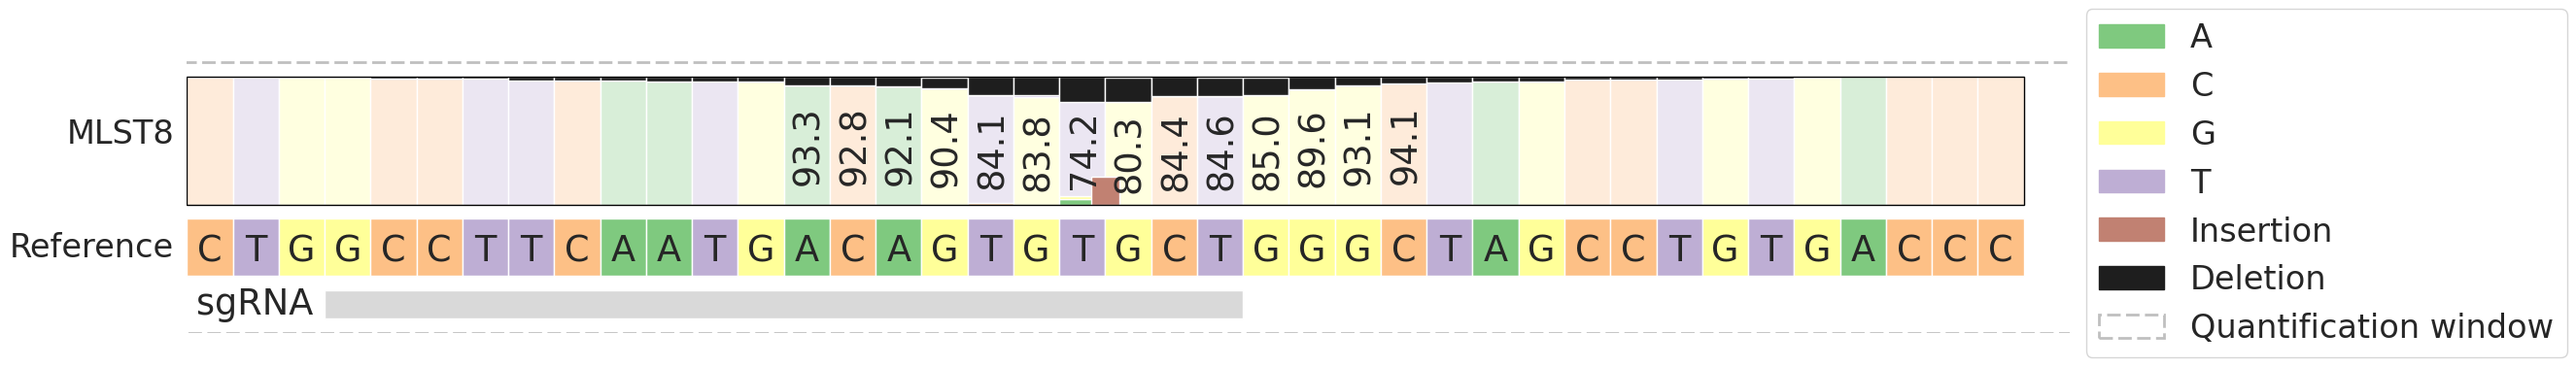 MLST8
93.3 92.8 92.1 90.4 84.1 83.8 74.2 80.3 84.4 84.6 85.0 89.6 93.1 94.1
Reference C T G G C C T T C A A T G A C A G T G T G C T G G G C T A G C C T G T G A C C C
sgRNA
A
C
G
T
Insertion
Deletion
Quantification window